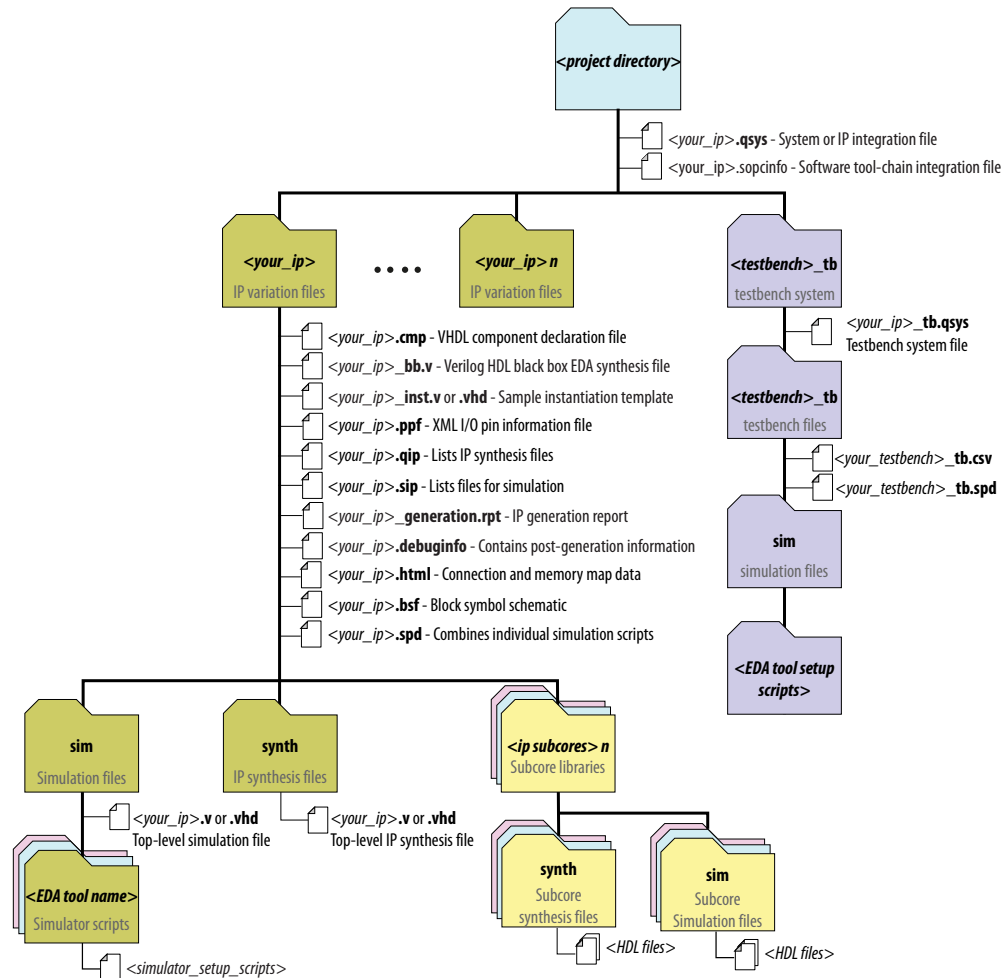 <project directory>
<your_ip>.qsys - System or IP integration file
<your_ip>.sopcinfo - Software tool-chain integration file
<your_ip>
IP variation files
<your_ip> n
IP variation files
<testbench>_tb
testbench system
<your_ip>_tb.qsys
Testbench system file
<your_ip>.cmp - VHDL component declaration file
<your_ip>_bb.v - Verilog HDL black box EDA synthesis file
<your_ip>_inst.v or .vhd - Sample instantiation template
<your_ip>.ppf - XML I/O pin information file
<your_ip>.qip - Lists IP synthesis files
<your_ip>.sip - Lists files for simulation
<your_ip>_generation.rpt - IP generation report
<your_ip>.debuginfo - Contains post-generation information
<your_ip>.html - Connection and memory map data
<your_ip>.bsf - Block symbol schematic
<your_ip>.spd - Combines individual simulation scripts
<testbench>_tb
testbench files
<your_testbench>_tb.csv
<your_testbench>_tb.spd
sim
simulation files
<EDA tool setup
scripts>
sim
Simulation files
<your_ip>.v or .vhd
Top-level simulation file
<EDA tool name>
Simulator scripts
<simulator_setup_scripts>
synth
IP synthesis files
<your_ip>.v or .vhd
Top-level IP synthesis file
<ip subcores> n
Subcore libraries
synth
Subcore
synthesis files
<HDL files>
sim
Subcore
Simulation files
<HDL files>